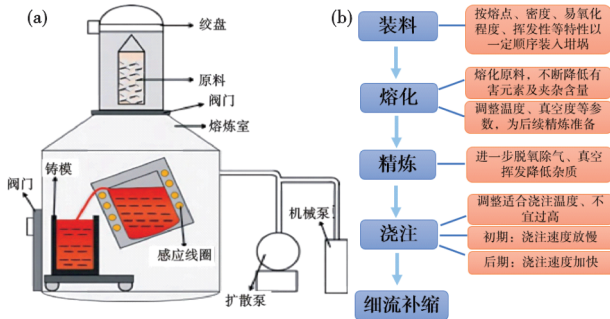 (a)
绞盘
原料
阀门
熔炼室
铸模
阀门
感应线圈
机械泵
扩散泵
(b)
装料
按熔点、密度、易氧化
程度、挥发性等特性以
一定顺序装入坩埚
熔化
熔化原料，不断降低有
害元素及夹杂含量
调整温度、真空度等参
数，为后续精炼准备
精炼
进一步脱氧除气、真空
挥发降低杂质
浇注
调整适合浇注温度、不
宜过高
初期：浇注速度放慢
后期：浇注速度加快
细流补缩